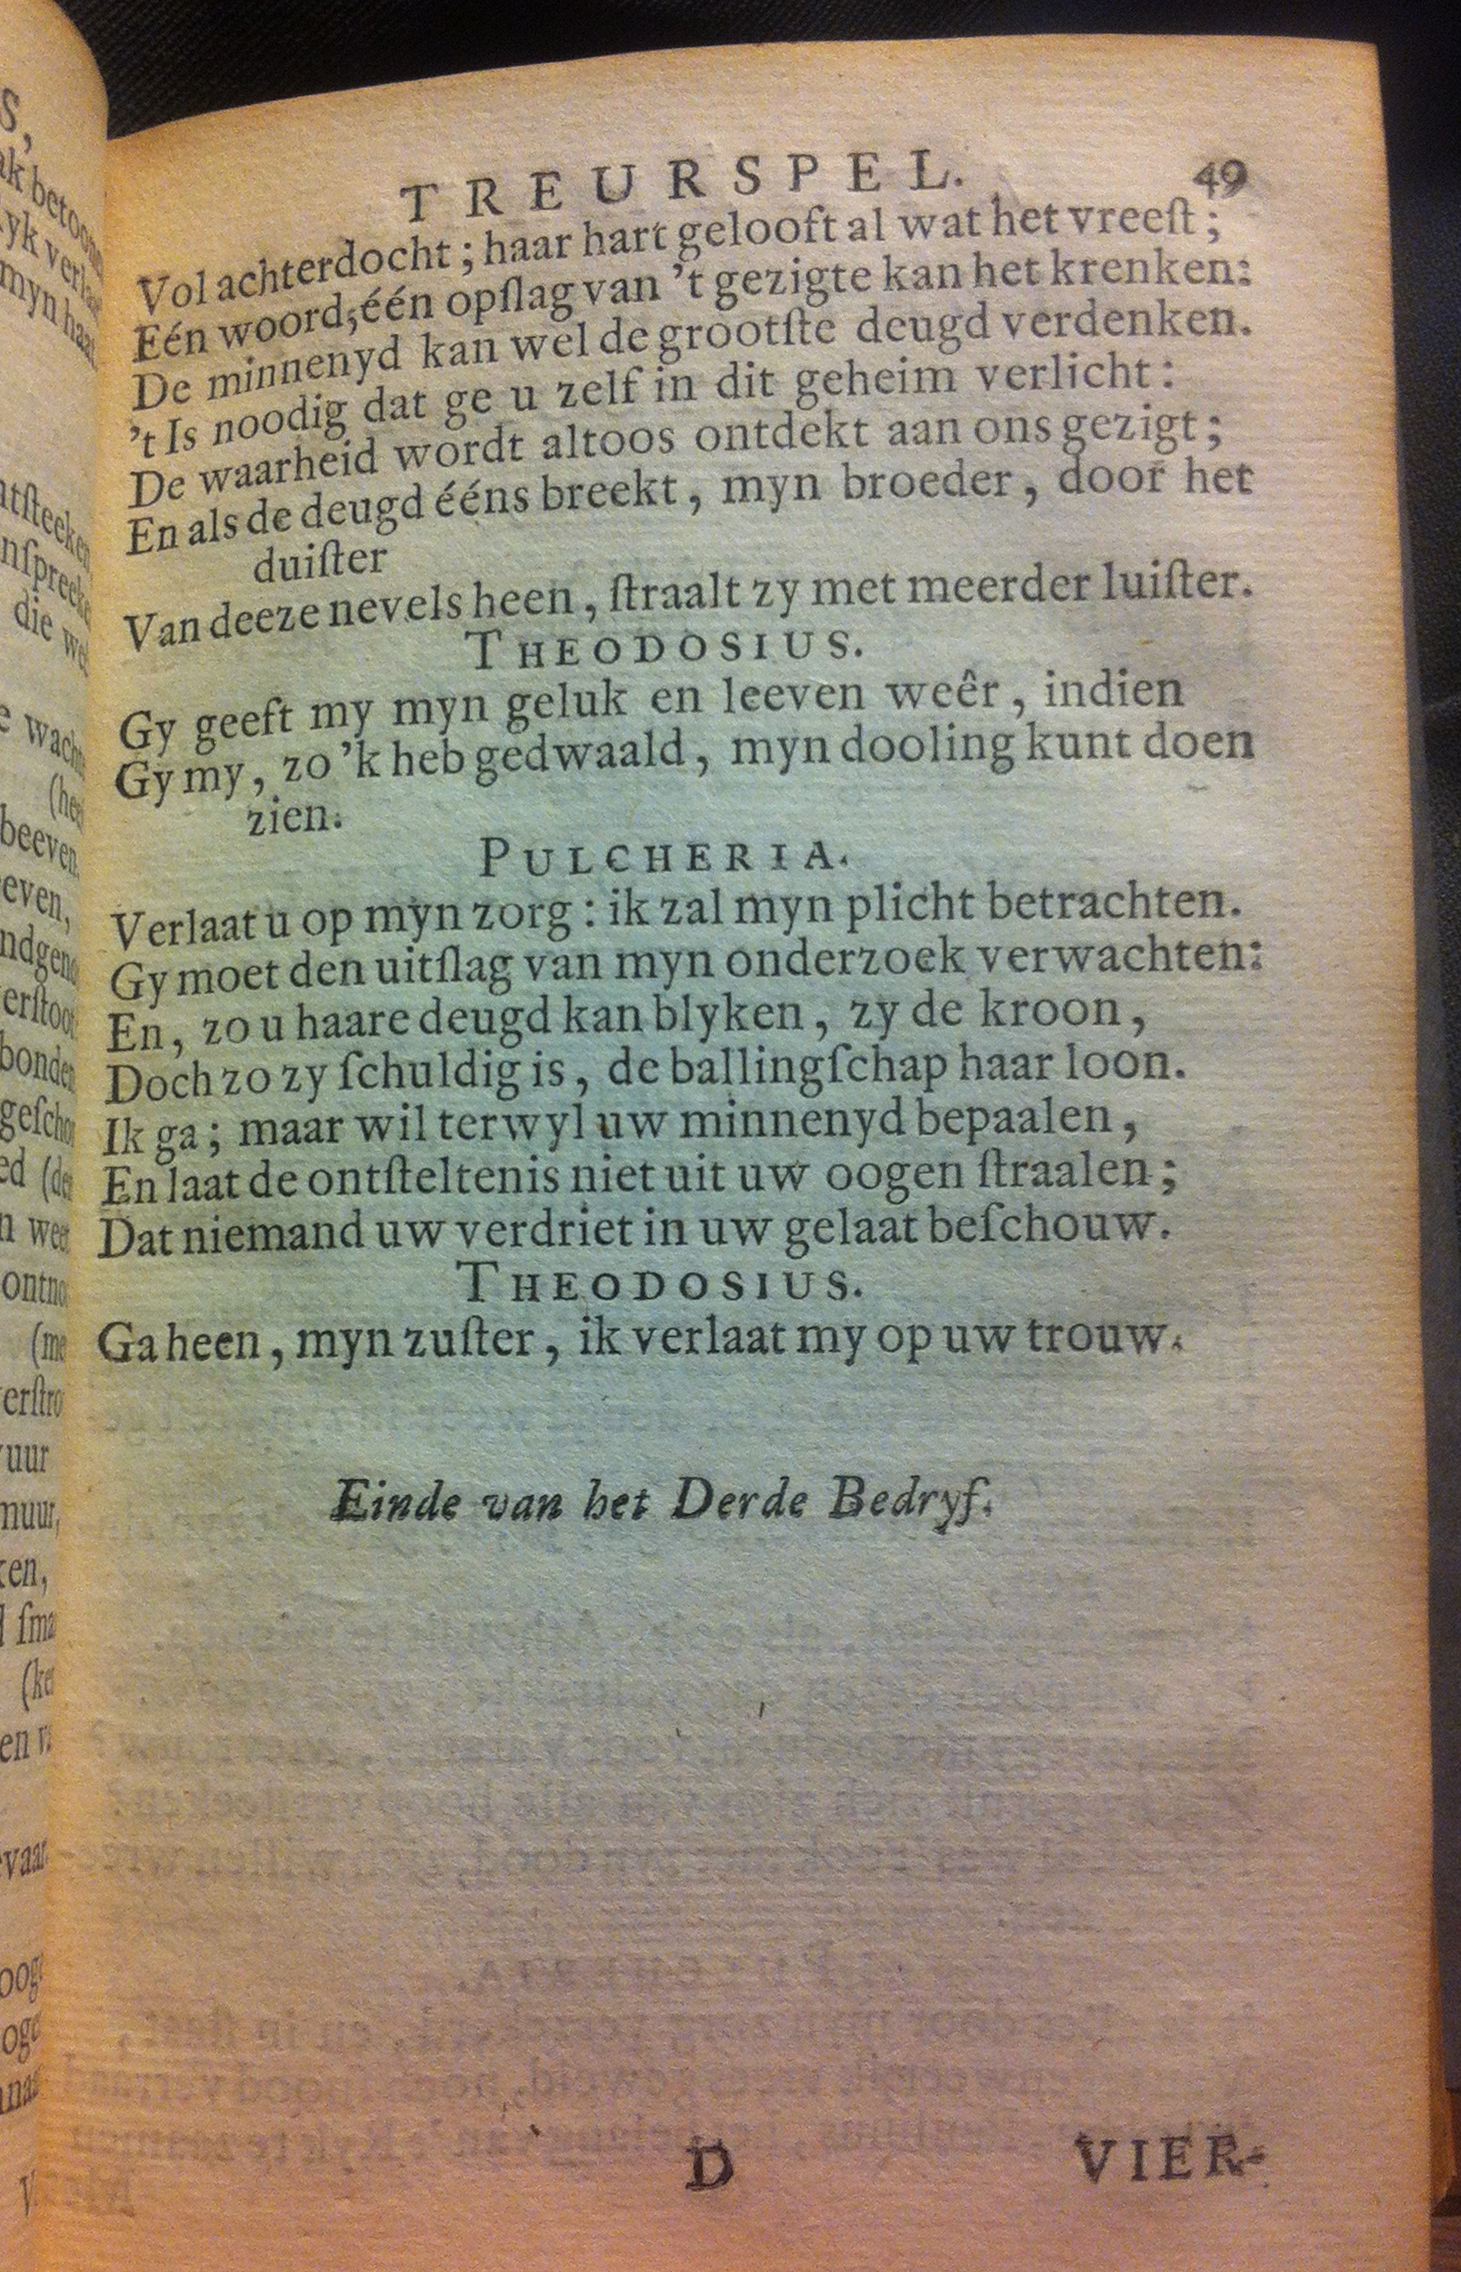 TREURSPEL. 49
Vol achterdocht; haar hart gelooft al wat het vreeſt;
Eén woord, één opſlag van 't gezigte kan het krenken:
De minnenyd kan wel de grootſte deugd verdenken.
't Is noodig dat ge u zelf in dit geheim verlicht:
De waarheid wordt altoos ontdekt aan ons gezigt;
En als de deugd ééns breekt, myn broeder, door het
duiſter
Van deeze nevels heen, ſtraalt zy met meerder luiſter.
THEODOSIUS.
Gy geeft my myn geluk en leeven weêr, indien
Gy my, zo 'k heb gedwaald, myn dooling kunt doen
zien.
PULCHERIA.
Verlaat u op myn zorg: ik zal myn plicht betrachten.
Gy moet den uitſlag van myn onderzoek verwachten:
En, zo u haare deugd kan blyken, zy de kroon,
Doch zo zy ſchuldig is, de ballingſchap haar loon.
Ik ga; maar wil terwyl uw minnenyd bepaalen,
En laat de ontſteltenis niet uit uw oogen ſtraalen;
Dat niemand uw verdriet in uw gelaat beſchouw.
THEODOSIUS.
Ga heen, myn zuſter, ik verlaat my op uw trouw.
Einde van het Derde Bedryf.
D VIER-